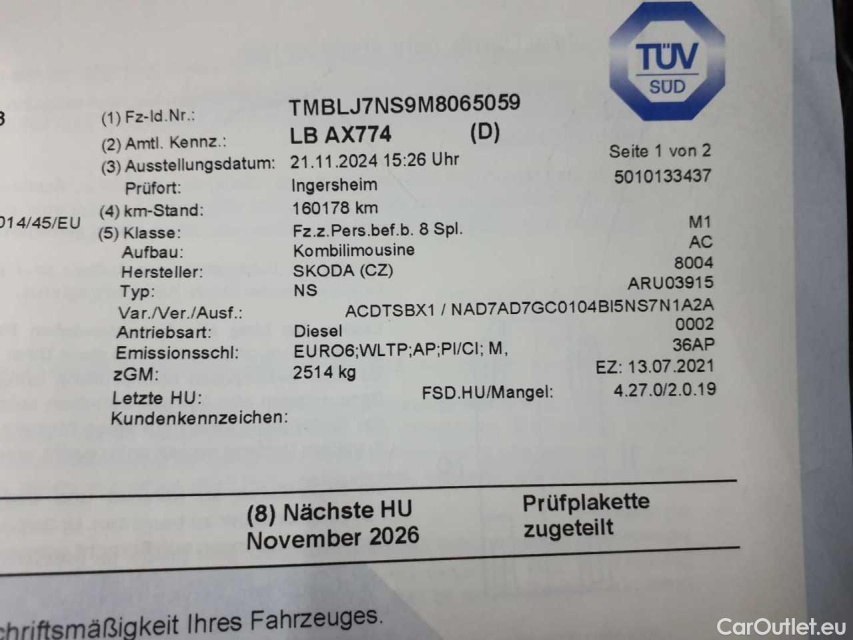 TÜV
SÜD
(1) Fz-Id.Nr.: TMBLJ7NS9M8065059
(2) Amtl. Kennz.: LB AX774 (D)
(3) Ausstellungsdatum: 21.11.2024 15:26 Uhr Seite 1 von 2
Prüfort: Ingersheim 5010133437
(4) km-Stand: 160178 km
014/45/EU (5) Klasse: Fz.z.Pers.bef.b. 8 Spl. M1
Aufbau: Kombilimousine AC
Hersteller: SKODA (CZ) 8004
Typ: NS ARU03915
Var./Ver./Ausf.: ACDTSBX1 / NAD7AD7GC0104BI5NS7N1A2A
Antriebsart: Diesel 0002
Emissionsschl: EURO6;WLTP;AP;PI/CI; M, 36AP
zGM: 2514 kg EZ: 13.07.2021
Letzte HU: FSD.HU/Mangel: 4.27.0/2.0.19
Kundenkennzeichen:
(8) Nächste HU Prüfplakette
November 2026 zugeteilt
chriftsmäßigkeit Ihres Fahrzeuges.
CarOutlet.eu